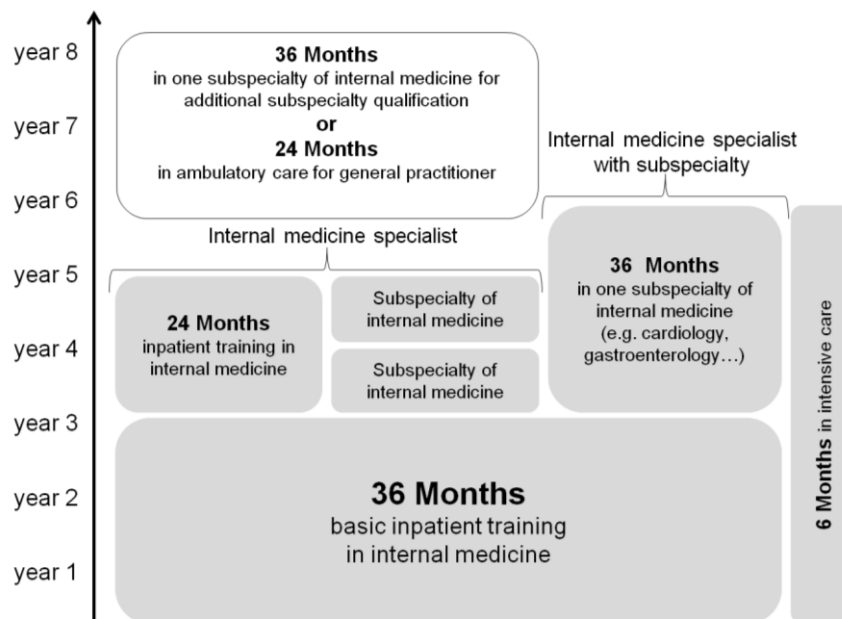 year 8
year 7
year 6
year 5
year 4
year 3
year 2
year 1
36 Months
in one subspecialty of internal medicine for
additional subspecialty qualification
or
24 Months
in ambulatory care for general practitioner
Internal medicine specialist
with subspecialty
Internal medicine specialist
24 Months
inpatient training in
internal medicine
Subspecialty of
internal medicine
Subspecialty of
internal medicine
36 Months
in one subspecialty of
internal medicine
(e.g. cardiology,
gastroenterology…)
36 Months
basic inpatient training
in internal medicine
6 Months in intensive care